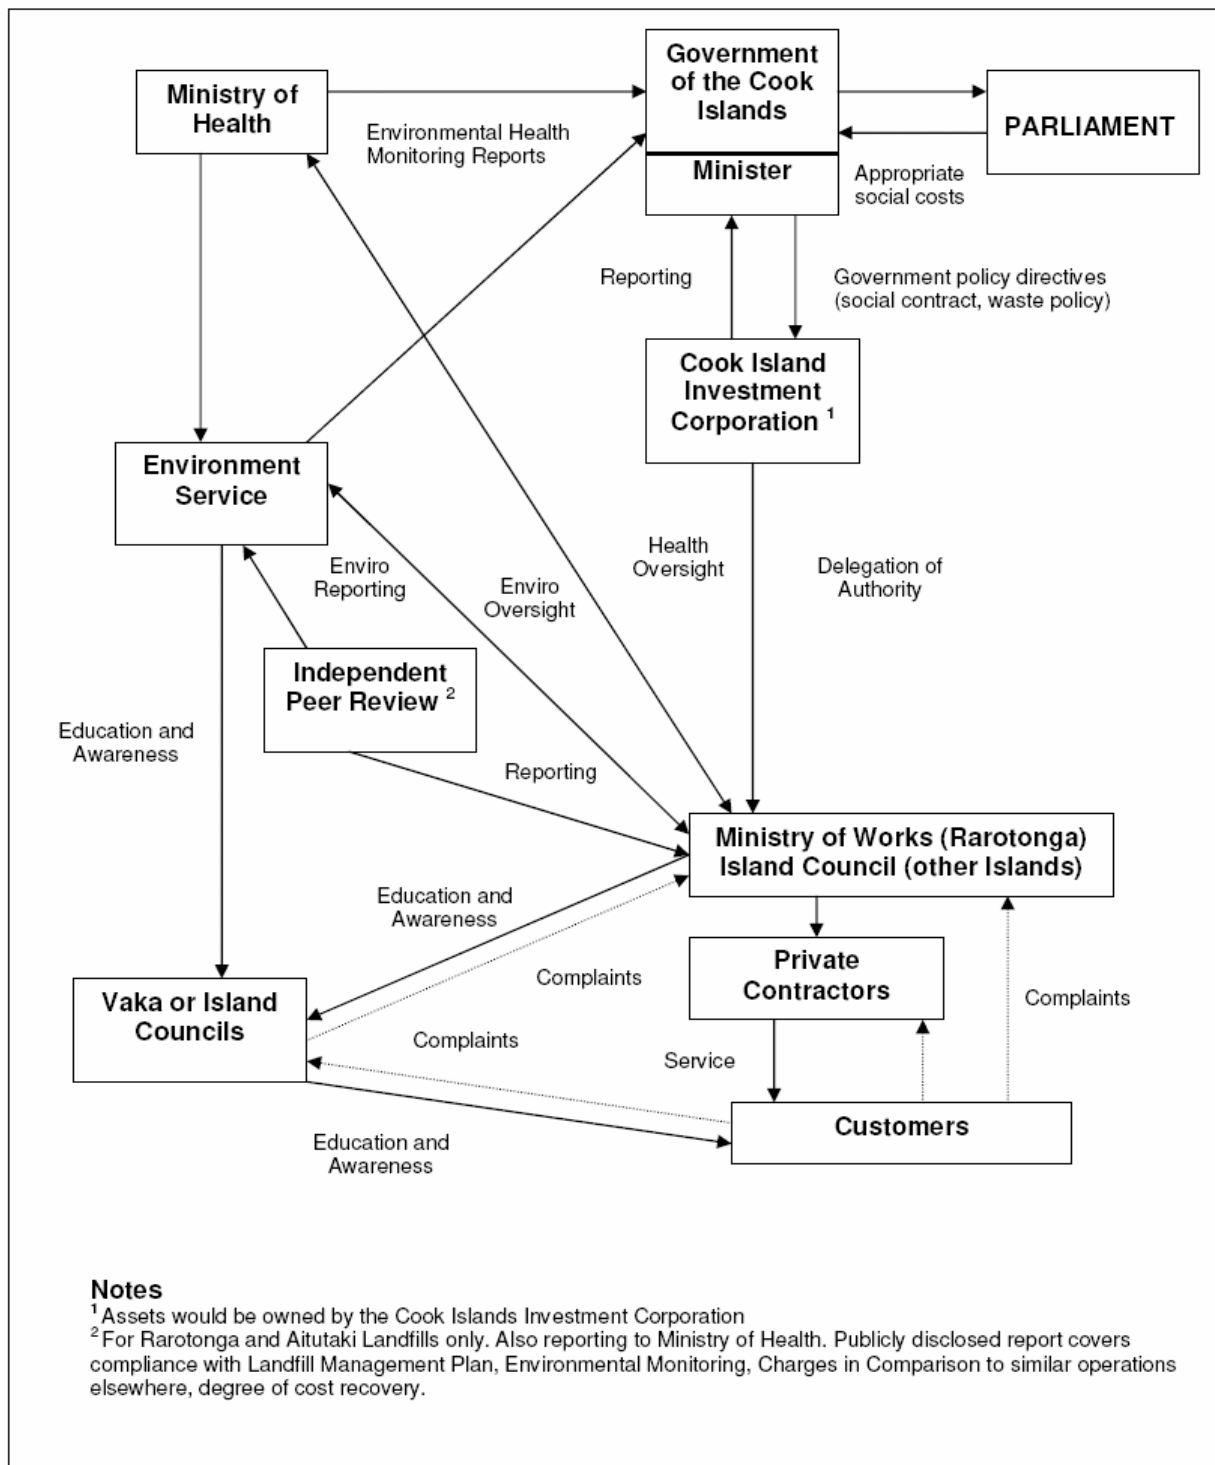 Government
of the Cook
Islands
Minister
Ministry of
Health
PARLIAMENT
Environmental Health
Monitoring Reports
Appropriate
social costs
Reporting
Government policy directives
(social contract, waste policy)
Cook Island
Investment
Corporation 1
Environment
Service
Enviro
Reporting
Enviro
Oversight
Health
Oversight
Delegation of
Authority
Independent
Peer Review 2
Education and
Awareness
Reporting
Ministry of Works (Rarotonga)
Island Council (other Islands)
Education and
Awareness
Complaints
Private
Contractors
Complaints
Vaka or Island
Councils
Complaints
Service
Customers
Education and
Awareness
Notes
1 Assets would be owned by the Cook Islands Investment Corporation
2 For Rarotonga and Aitutaki Landfills only. Also reporting to Ministry of Health. Publicly disclosed report covers
compliance with Landfill Management Plan, Environmental Monitoring, Charges in Comparison to similar operations
elsewhere, degree of cost recovery.